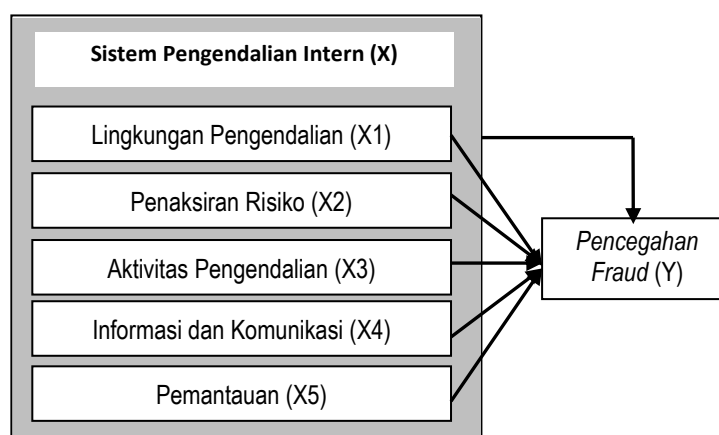 Sistem Pengendalian Intern (X)
Lingkungan Pengendalian (X1)
Penaksiran Risiko (X2)
Aktivitas Pengendalian (X3)
Informasi dan Komunikasi (X4)
Pemantauan (X5)
Pencegahan
Fraud (Y)